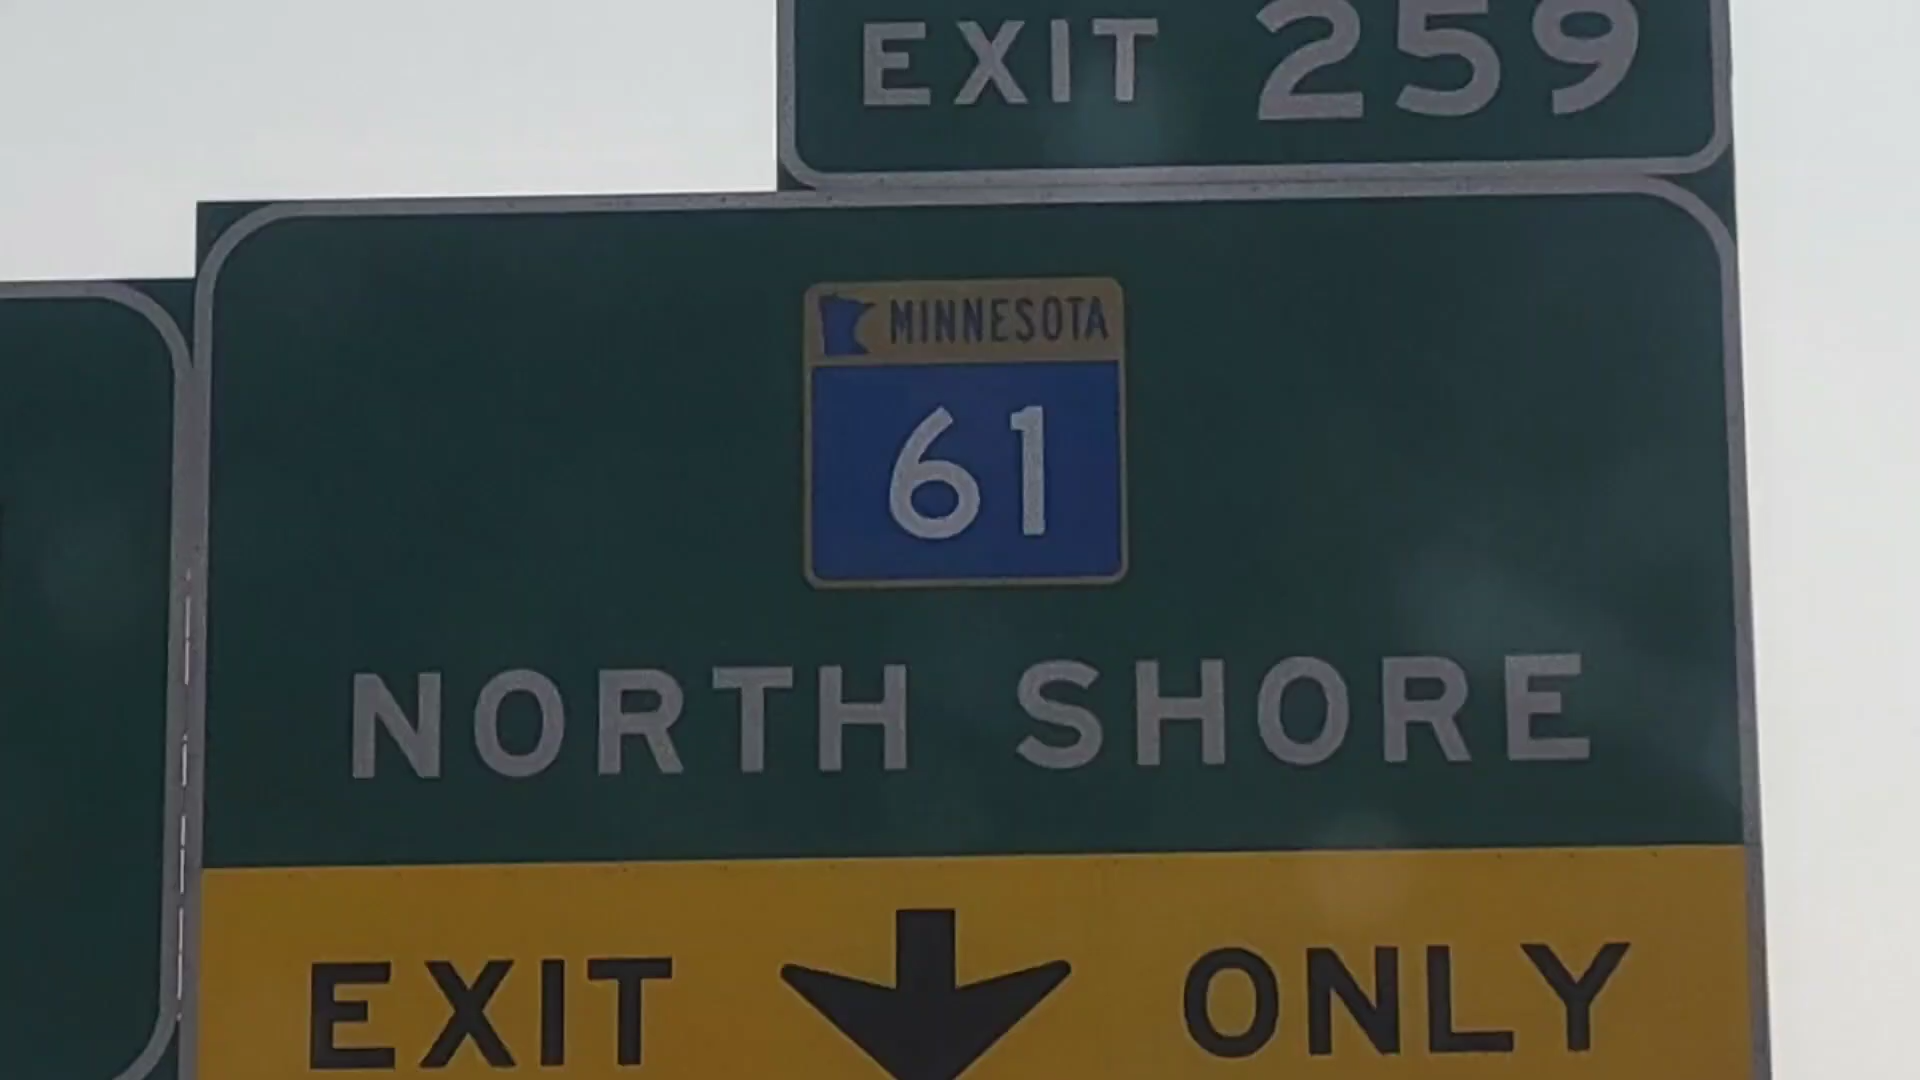 EXIT 259
MINNESOTA
61
NORTH SHORE
EXIT ONLY